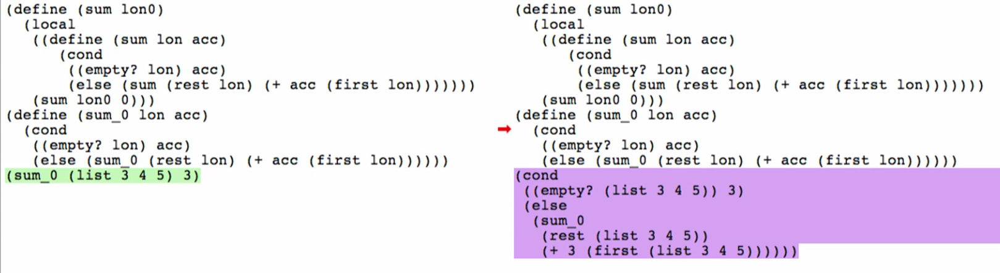 (define (sum lon0)
  (local
   ((define (sum lon acc)
      (cond
       ((empty? lon) acc)
       (else (sum (rest lon) (+ acc (first lon)))))))
   (sum lon0 0)))
(define (sum_0 lon acc)
  (cond
   ((empty? lon) acc)
   (else (sum_0 (rest lon) (+ acc (first lon))))))
(sum_0 (list 3 4 5) 3)
(define (sum lon0)
  (local
   ((define (sum lon acc)
      (cond
       ((empty? lon) acc)
       (else (sum (rest lon) (+ acc (first lon)))))))
   (sum lon0 0)))
(define (sum_0 lon acc)
  (cond
   ((empty? lon) acc)
   (else (sum_0 (rest lon) (+ acc (first lon))))))
(cond
 ((empty? (list 3 4 5)) 3)
 (else
  (sum_0
   (rest (list 3 4 5))
   (+ 3 (first (list 3 4 5))))))